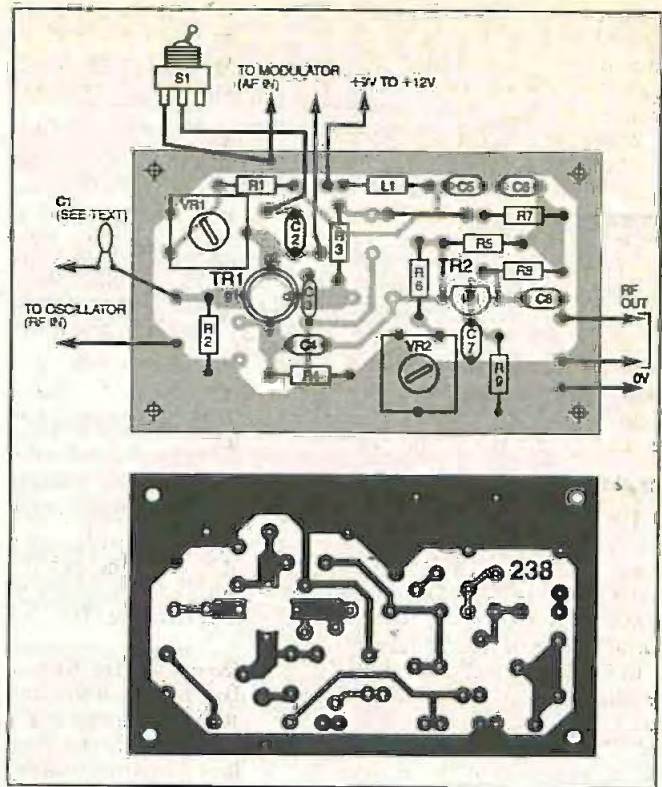 S1
TO MODULATOR
(AF IN)
+9V TO +12V
C1
(SEE TEXT)
R1
L1
C5
C6
VR1
C2
R3
R7
R5
TR1
R6
TR2
R8
C3
C8
RF
OUT
TO OSCILLATOR
(RF IN)
R2
C4
R4
VR2
C7
R9
0V
238